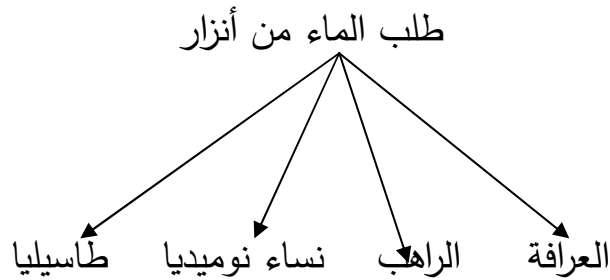 طلب الماء من أنزار
العرافة الراهب نساء نوميديا طاسيليا